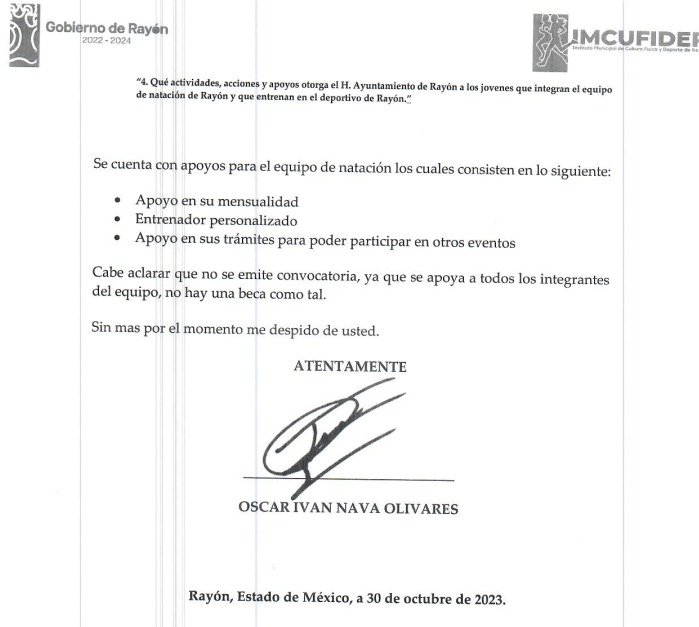 Gobierno de Rayón
2022 - 2024
IMCUFIDER
Instituto Municipal de Cultura Física y Deporte de
"4. Qué actividades, acciones y apoyos otorga el H. Ayuntamiento de Rayón a los jovenes que integran el equipo
de natación de Rayón y que entrenan en el deportivo de Rayón."
Se cuenta con apoyos para el equipo de natación los cuales consisten en lo siguiente:
• Apoyo en su mensualidad
• Entrenador personalizado
• Apoyo en sus trámites para poder participar en otros eventos
Cabe aclarar que no se emite convocatoria, ya que se apoya a todos los integrantes
del equipo, no hay una beca como tal.
Sin mas por el momento me despido de usted.
ATENTAMENTE
OSCAR IVAN NAVA OLIVARES
Rayón, Estado de México, a 30 de octubre de 2023.